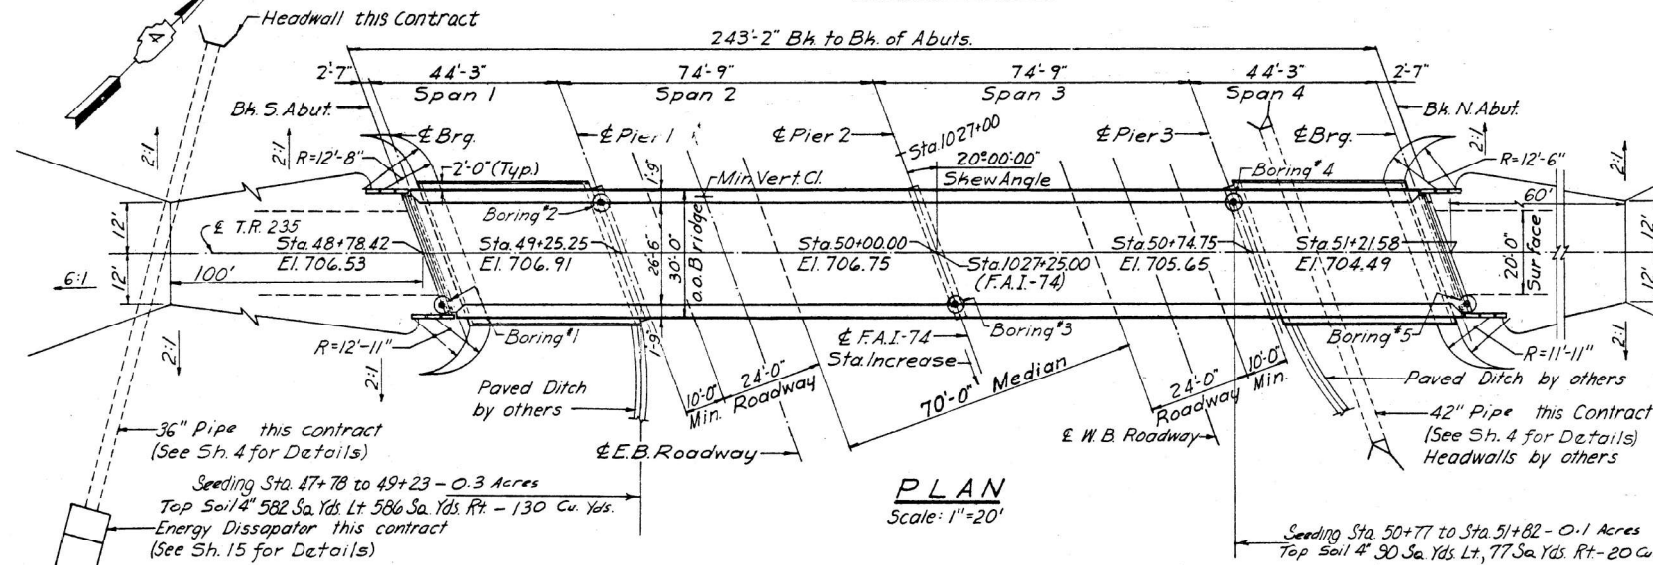 Headwall this Contract
243'-2" Bk. to Bk. of Abuts.
2'-7"
44'-3"
74'-9"
74'-9"
44'-3"
2'-7"
Span 1
Span 2
Span 3
Span 4
Bk. S. Abut.
Bk. N. Abut.
℄ Brg.
℄ Pier 1
℄ Pier 2
Sta. 1027+00
℄ Pier 3
℄ Brg.
2:1
2:1
R=12'-8"
2'-0" (Typ.)
1'-9"
Min. Vert. Cl.
20°00'00"
Skew Angle
Boring #4
2:1
R=12'-6"
2:1
60'
Boring #2
12'
℄ T.R. 235
Sta. 48+78.42
El. 706.53
Sta. 49+25.25
El. 706.91
26'-6"
30'-0"
O.O. Bridge
Sta. 50+00.00
El. 706.75
Sta. 1027+25.00
(F.A.I.-74)
Sta. 50+74.75
El. 705.65
Sta. 51+21.58
El. 704.49
20'-0"
Surface
12'
12'
12'
6:1
100'
Boring #1
1'-9"
Boring #3
Boring #5
R=12'-11"
2:1
2:1
℄ F.A.I.-74
Sta. Increase
R=11'-11"
2:1
Paved Ditch
by others
10'-0"
Min.
24'-0"
Roadway
70'-0" Median
24'-0"
Roadway
10'-0"
Min.
Paved Ditch by others
36" Pipe this contract
(See Sh. 4 for Details)
℄ E.B. Roadway
℄ W.B. Roadway
42" Pipe this Contract
(See Sh. 4 for Details)
Headwalls by others
Seeding Sta. 47+78 to 49+23 - 0.3 Acres
Top Soil 4" 582 Sq. Yds. Lt 586 Sq. Yds. Rt. - 130 Cu. Yds.
Energy Dissapator this contract
(See Sh. 15 for Details)
PLAN
Scale: 1"=20'
Seeding Sta. 50+77 to Sta. 51+82 - 0.1 Acres
Top Soil 4" 90 Sq. Yds. Lt., 77 Sq. Yds. Rt. - 20 Cu